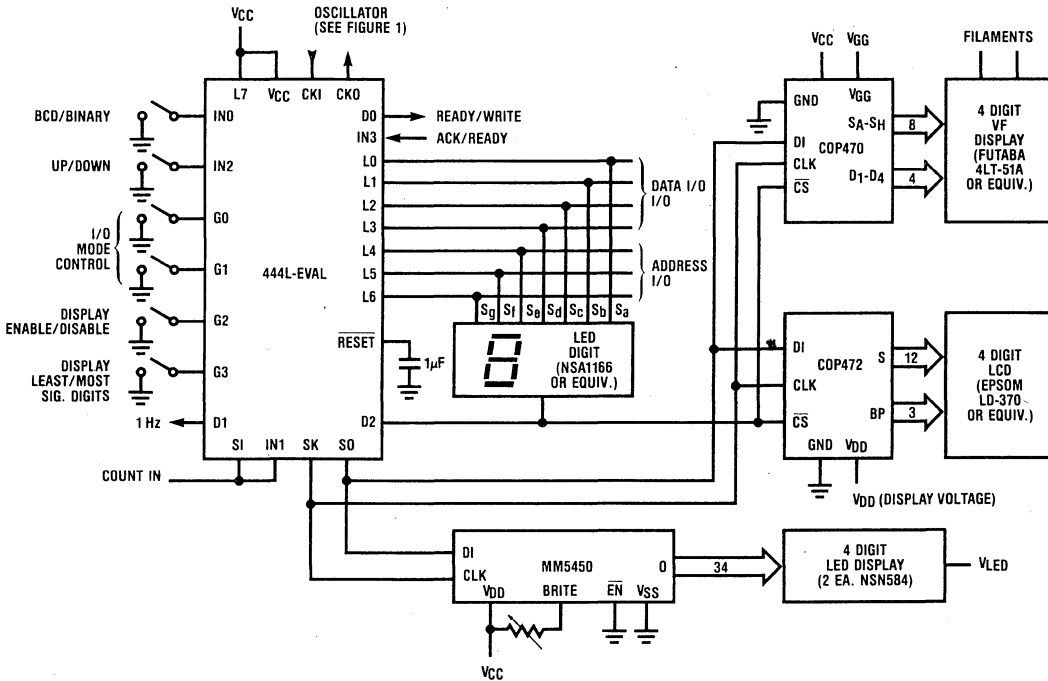 VCC
OSCILLATOR
(SEE FIGURE 1)
L7
VCC
CKI
CKO
BCD/BINARY
IN0
UP/DOWN
IN2
I/O
MODE
CONTROL
G0
G1
DISPLAY
ENABLE/DISABLE
G2
DISPLAY
LEAST/MOST
SIG. DIGITS
G3
1 Hz
D1
COUNT IN
SI
IN1
SK
SO
444L-EVAL
D0
READY/WRITE
IN3
ACK/READY
L0
L1
L2
L3
L4
L5
L6
DATA I/O
I/O
ADDRESS
I/O
RESET
1µF
D2
Sg
Sf
Se
Sd
Sc
Sb
Sa
LED
DIGIT
(NSA1166
OR EQUIV.)
VCC
VGG
GND
VGG
DI
CLK
CS
COP470
SA-SH
8
D1-D4
4
FILAMENTS
4 DIGIT
VF
DISPLAY
(FUTABA
4LT-51A
OR EQUIV.)
DI
CLK
CS
COP472
S
12
BP
3
GND
VDD
VDD (DISPLAY VOLTAGE)
4 DIGIT
LCD
(EPSOM
LD-370
OR EQUIV.)
DI
CLK
MM5450
O
34
VDD
BRITE
EN
VSS
VCC
4 DIGIT
LED DISPLAY
(2 EA. NSN584)
VLED